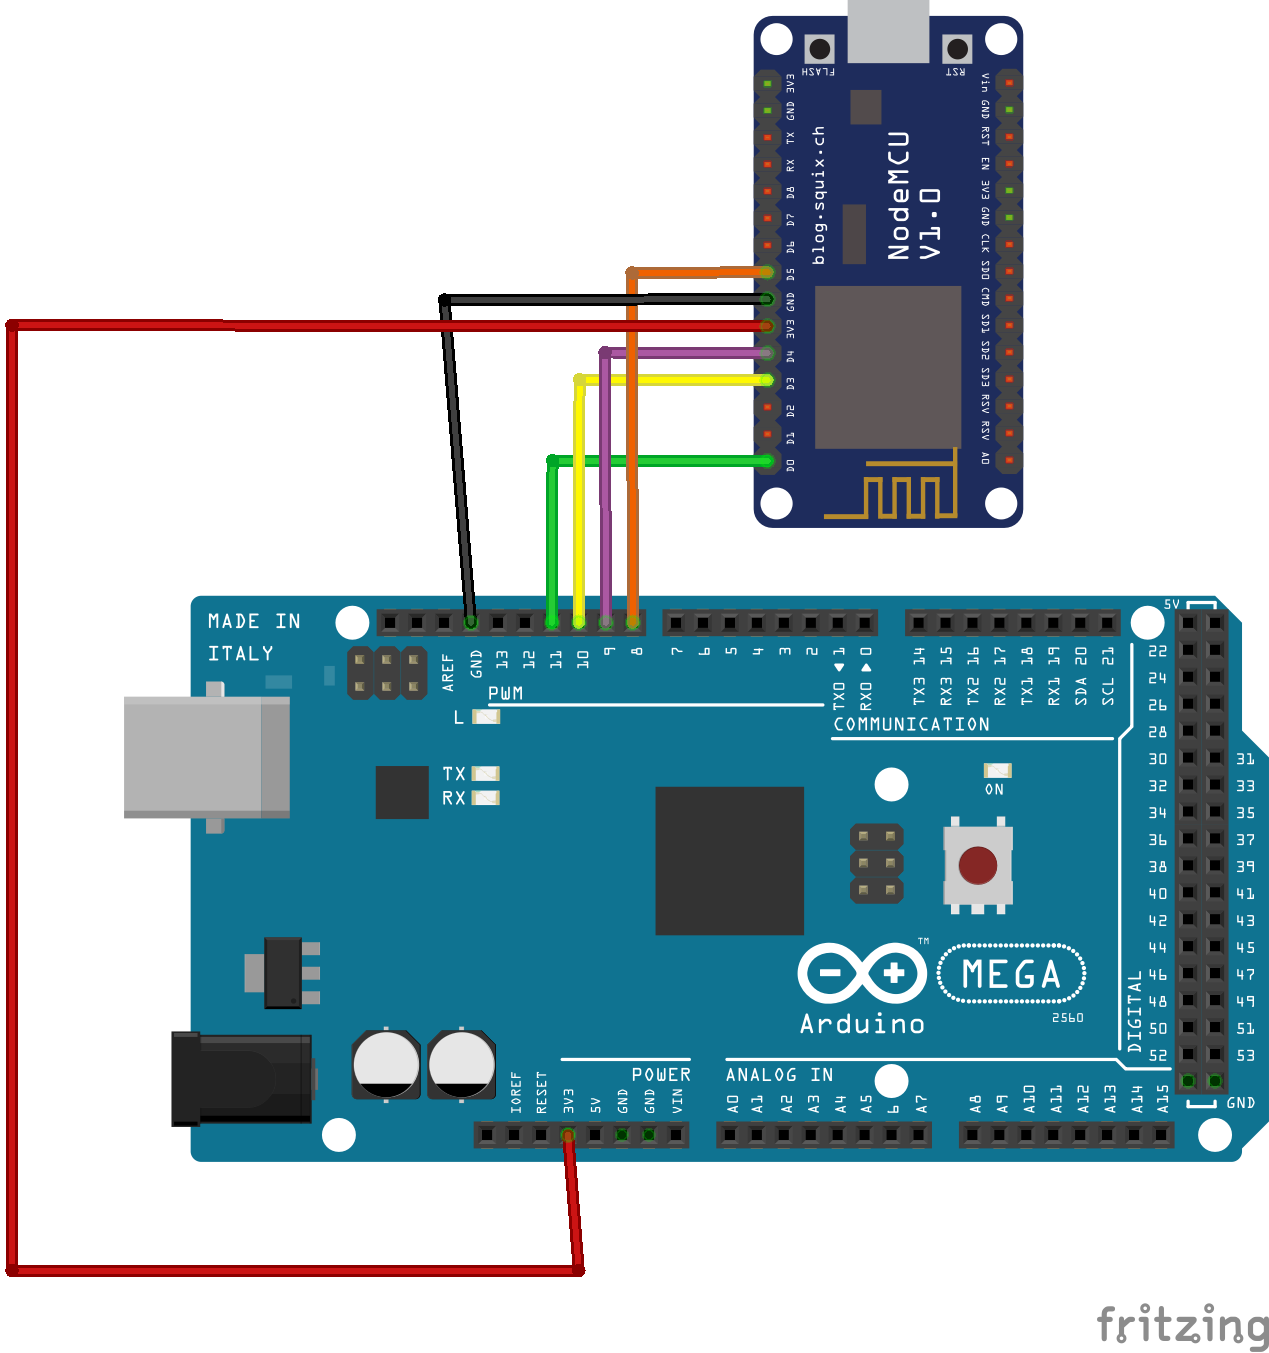 FLASH
RST
3V3
GND
TX
RX
D8
D7
D6
D5
GND
3V3
D4
D3
D2
D1
D0
blog.squix.ch
NodeMCU
V1.0
Vin
GND
RST
EN
3V3
GND
CLK
SD0
CMD
SD1
SD2
SD3
RSV
RSV
A0
MADE IN
ITALY
AREF
GND
13
12
11
10
9
8
7
6
5
4
3
2
TX0 1
RX0 0
TX3 14
RX3 15
TX2 16
RX2 17
TX1 18
RX1 19
SDA 20
SCL 21
PWM
COMMUNICATION
L
TX
RX
ON
5V
22
24
26
28
30 31
32 33
34 35
36 37
38 39
40 41
42 43
44 45
46 47
48 49
50 51
52 53
GND
DIGITAL
TM
MEGA
2560
Arduino
POWER
ANALOG IN
IOREF
RESET
3V3
5V
GND
GND
VIN
A0
A1
A2
A3
A4
A5
6
A7
A8
A9
A10
A11
A12
A13
A14
A15
fritzing